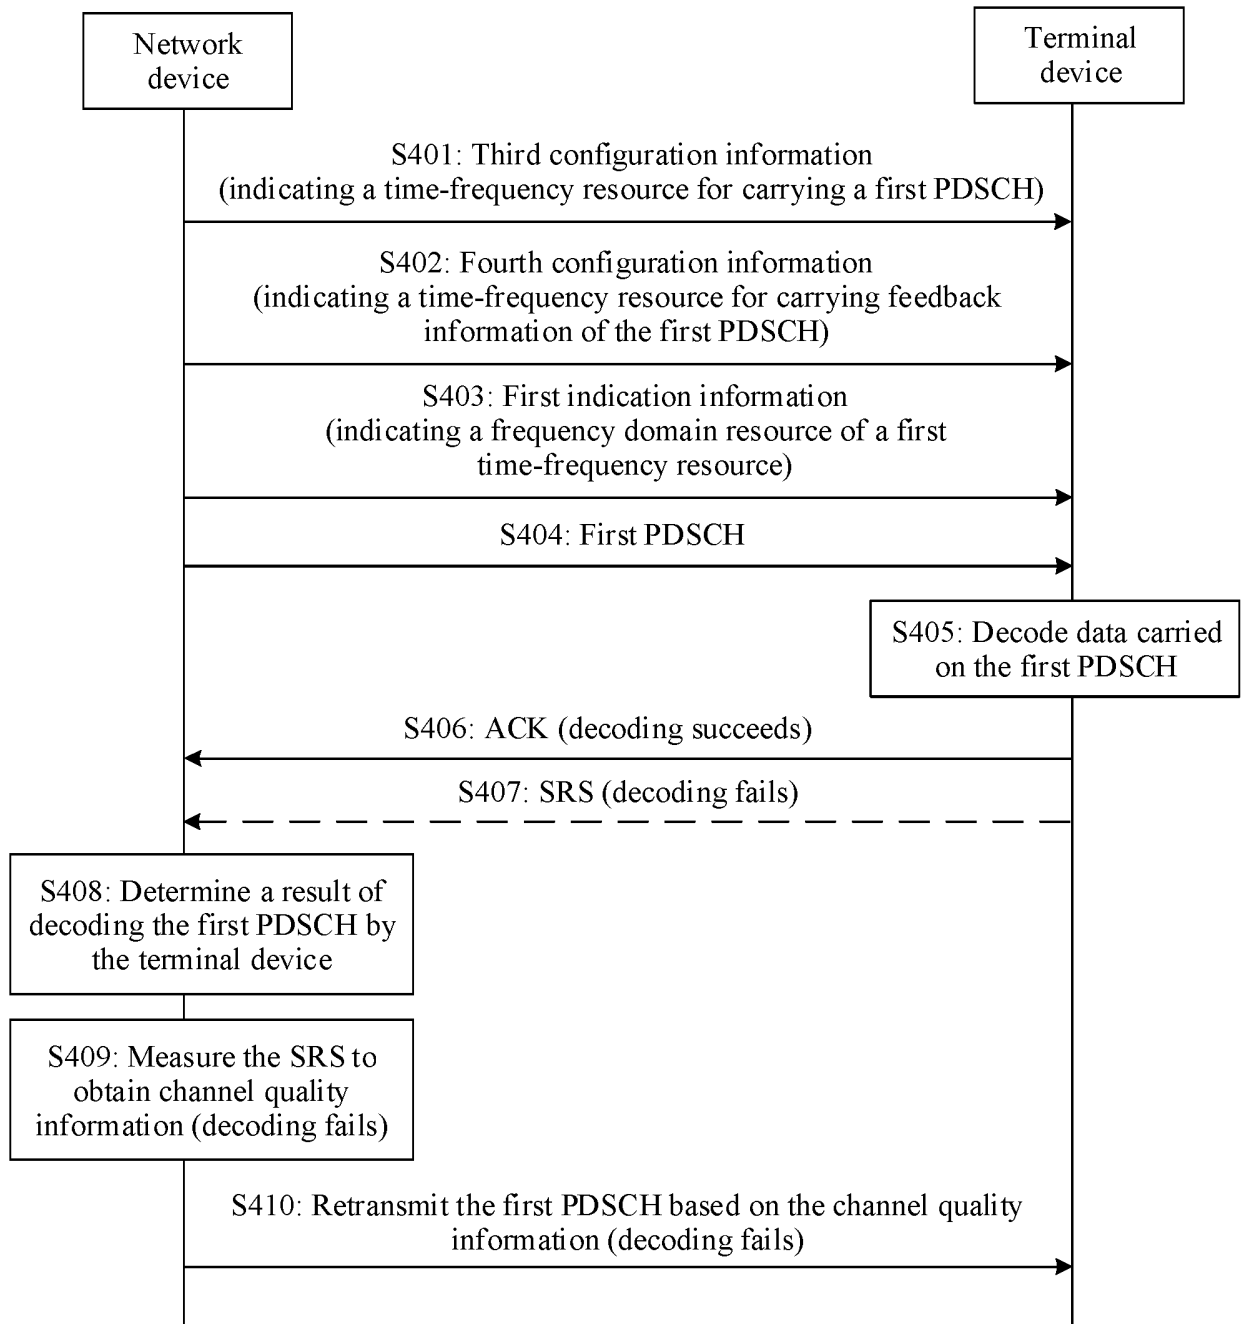 Network
device
Terminal
device
S401: Third configuration information
(indicating a time-frequency resource for carrying a first PDSCH)
S402: Fourth configuration information
(indicating a time-frequency resource for carrying feedback
information of the first PDSCH)
S403: First indication information
(indicating a frequency domain resource of a first
time-frequency resource)
S404: First PDSCH
S405: Decode data carried
on the first PDSCH
S406: ACK (decoding succeeds)
S407: SRS (decoding fails)
S408: Determine a result of
decoding the first PDSCH by
the terminal device
S409: Measure the SRS to
obtain channel quality
information (decoding fails)
S410: Retransmit the first PDSCH based on the channel quality
information (decoding fails)